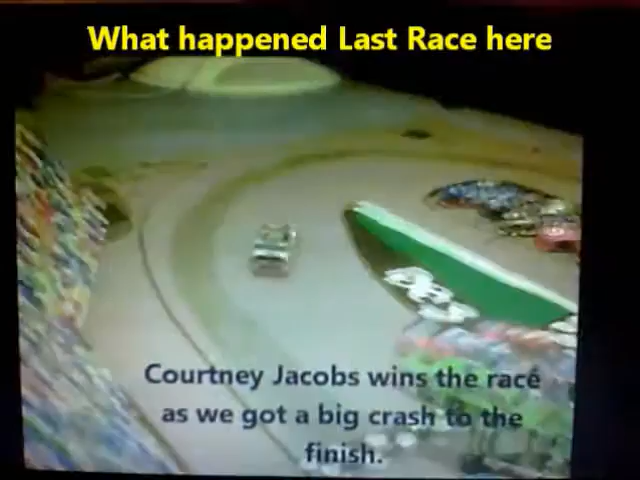 What happened Last Race here
Courtney Jacobs wins the race
as we got a big crash to the
finish.